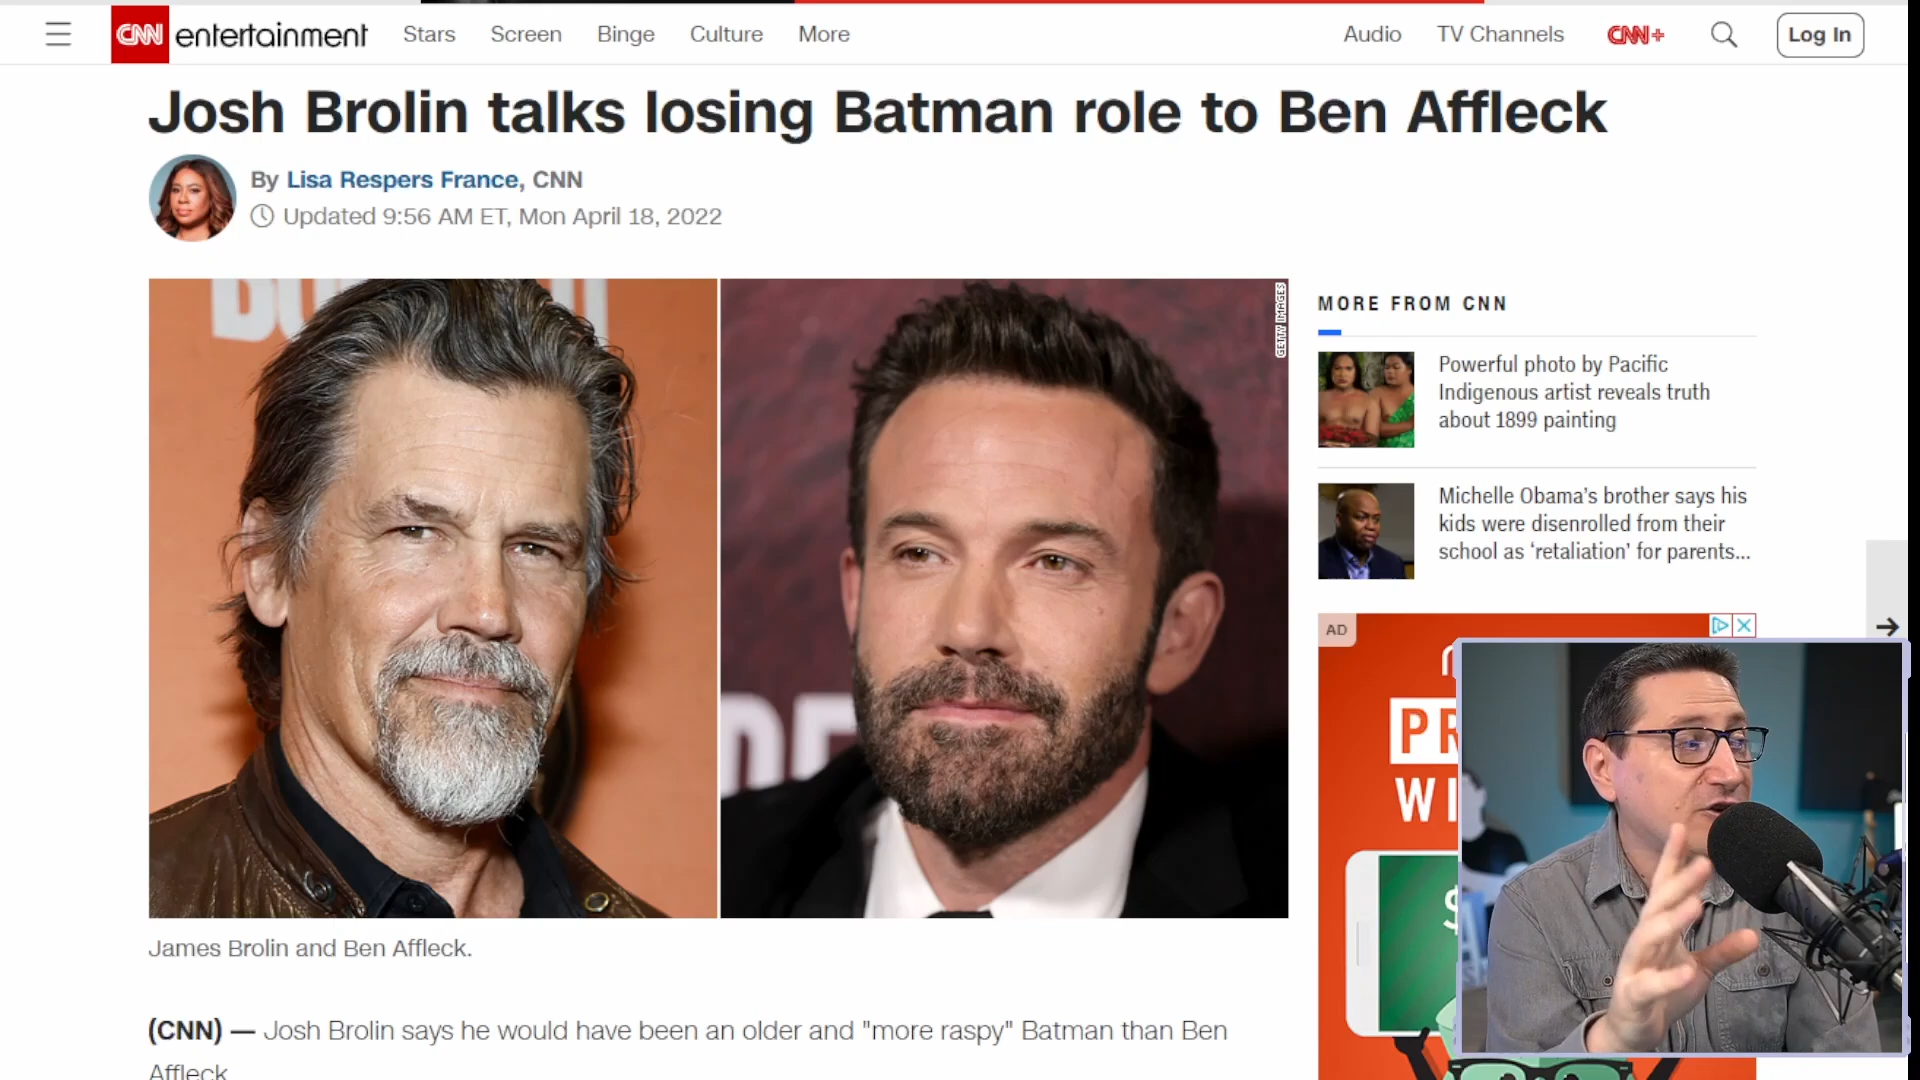 CNN entertainment Stars Screen Binge Culture More Audio TV Channels CNN+ Log In
Josh Brolin talks losing Batman role to Ben Affleck
By Lisa Respers France, CNN
Updated 9:56 AM ET, Mon April 18, 2022
GETTY IMAGES
James Brolin and Ben Affleck.
(CNN) — Josh Brolin says he would have been an older and "more raspy" Batman than Ben
Affleck
MORE FROM CNN
Powerful photo by Pacific
Indigenous artist reveals truth
about 1899 painting
Michelle Obama's brother says his
kids were disenrolled from their
school as 'retaliation' for parents...
AD
PR
WI
$